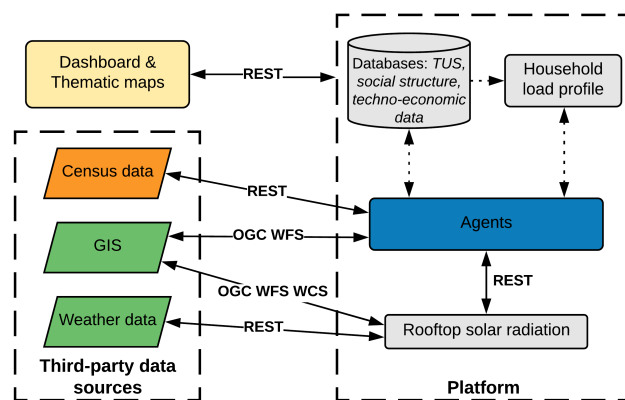 Dashboard &
Thematic maps
REST
Databases: TUS,
social structure,
techno-economic
data
Household
load profile
Census data
REST
Agents
GIS
OGC WFS
OGC WFS WCS
REST
Weather data
REST
Rooftop solar radiation
Third-party data
sources
Platform